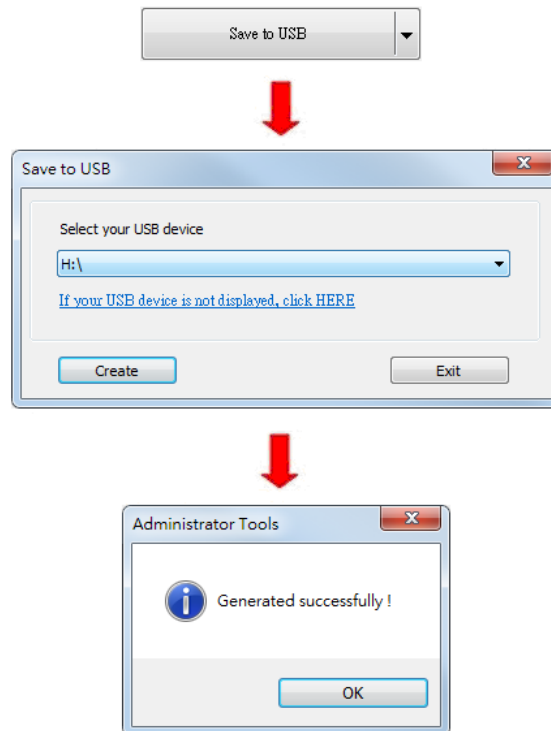 Save to USB
Save to USB
Select your USB device
H:\
If your USB device is not displayed, click HERE
Create
Exit
Administrator Tools
Generated successfully !
OK